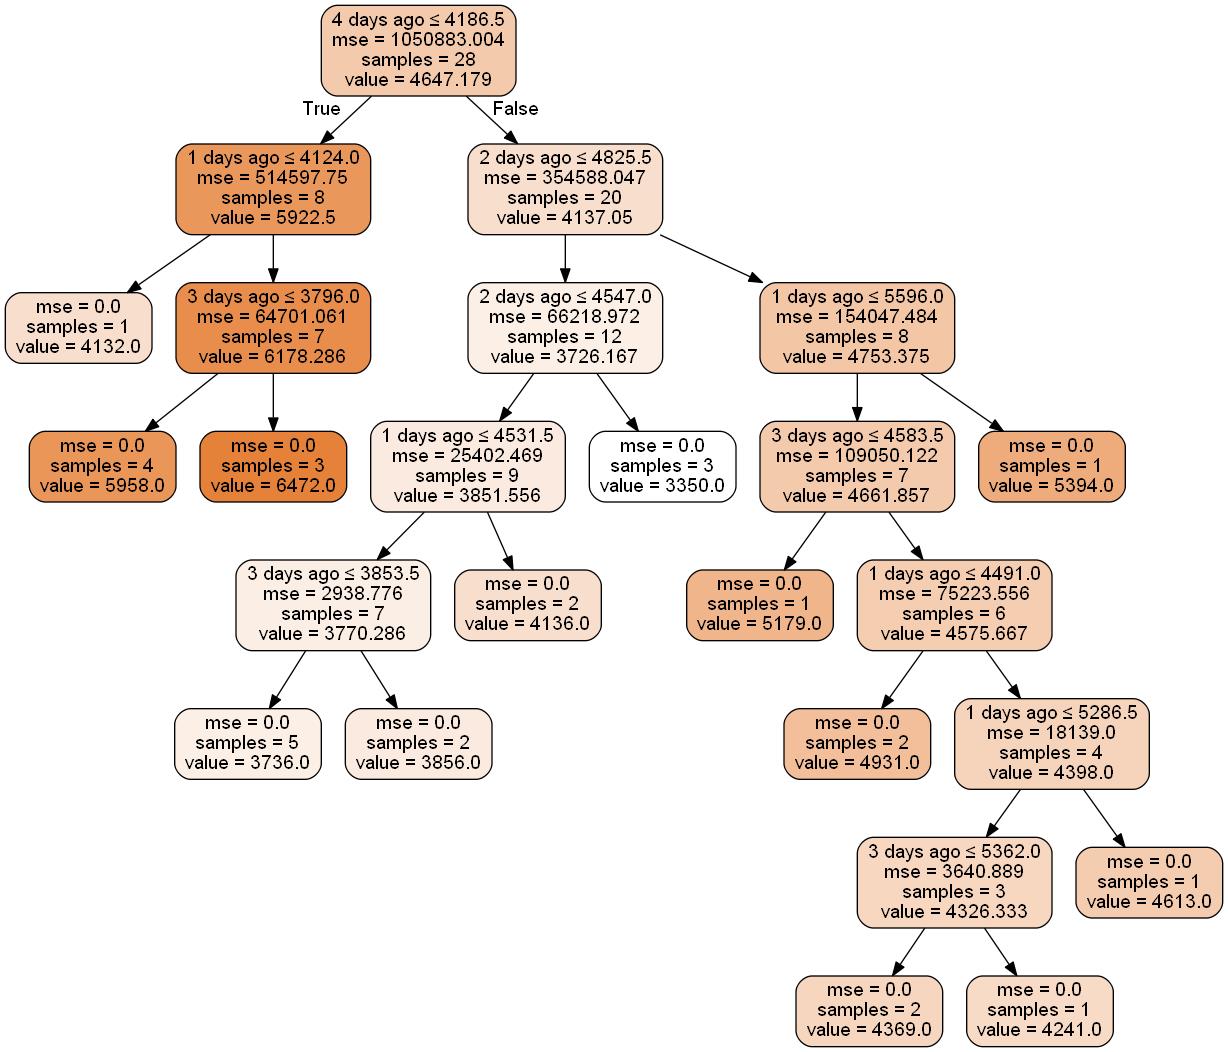 4 days ago ≤ 4186.5
mse = 1050883.004
samples = 28
value = 4647.179
True
False
1 days ago ≤ 4124.0
mse = 514597.75
samples = 8
value = 5922.5
2 days ago ≤ 4825.5
mse = 354588.047
samples = 20
value = 4137.05
mse = 0.0
samples = 1
value = 4132.0
3 days ago ≤ 3796.0
mse = 64701.061
samples = 7
value = 6178.286
2 days ago ≤ 4547.0
mse = 66218.972
samples = 12
value = 3726.167
1 days ago ≤ 5596.0
mse = 154047.484
samples = 8
value = 4753.375
mse = 0.0
samples = 4
value = 5958.0
mse = 0.0
samples = 3
value = 6472.0
1 days ago ≤ 4531.5
mse = 25402.469
samples = 9
value = 3851.556
mse = 0.0
samples = 3
value = 3350.0
3 days ago ≤ 4583.5
mse = 109050.122
samples = 7
value = 4661.857
mse = 0.0
samples = 1
value = 5394.0
3 days ago ≤ 3853.5
mse = 2938.776
samples = 7
value = 3770.286
mse = 0.0
samples = 2
value = 4136.0
mse = 0.0
samples = 1
value = 5179.0
1 days ago ≤ 4491.0
mse = 75223.556
samples = 6
value = 4575.667
mse = 0.0
samples = 5
value = 3736.0
mse = 0.0
samples = 2
value = 3856.0
mse = 0.0
samples = 2
value = 4931.0
1 days ago ≤ 5286.5
mse = 18139.0
samples = 4
value = 4398.0
3 days ago ≤ 5362.0
mse = 3640.889
samples = 3
value = 4326.333
mse = 0.0
samples = 1
value = 4613.0
mse = 0.0
samples = 2
value = 4369.0
mse = 0.0
samples = 1
value = 4241.0